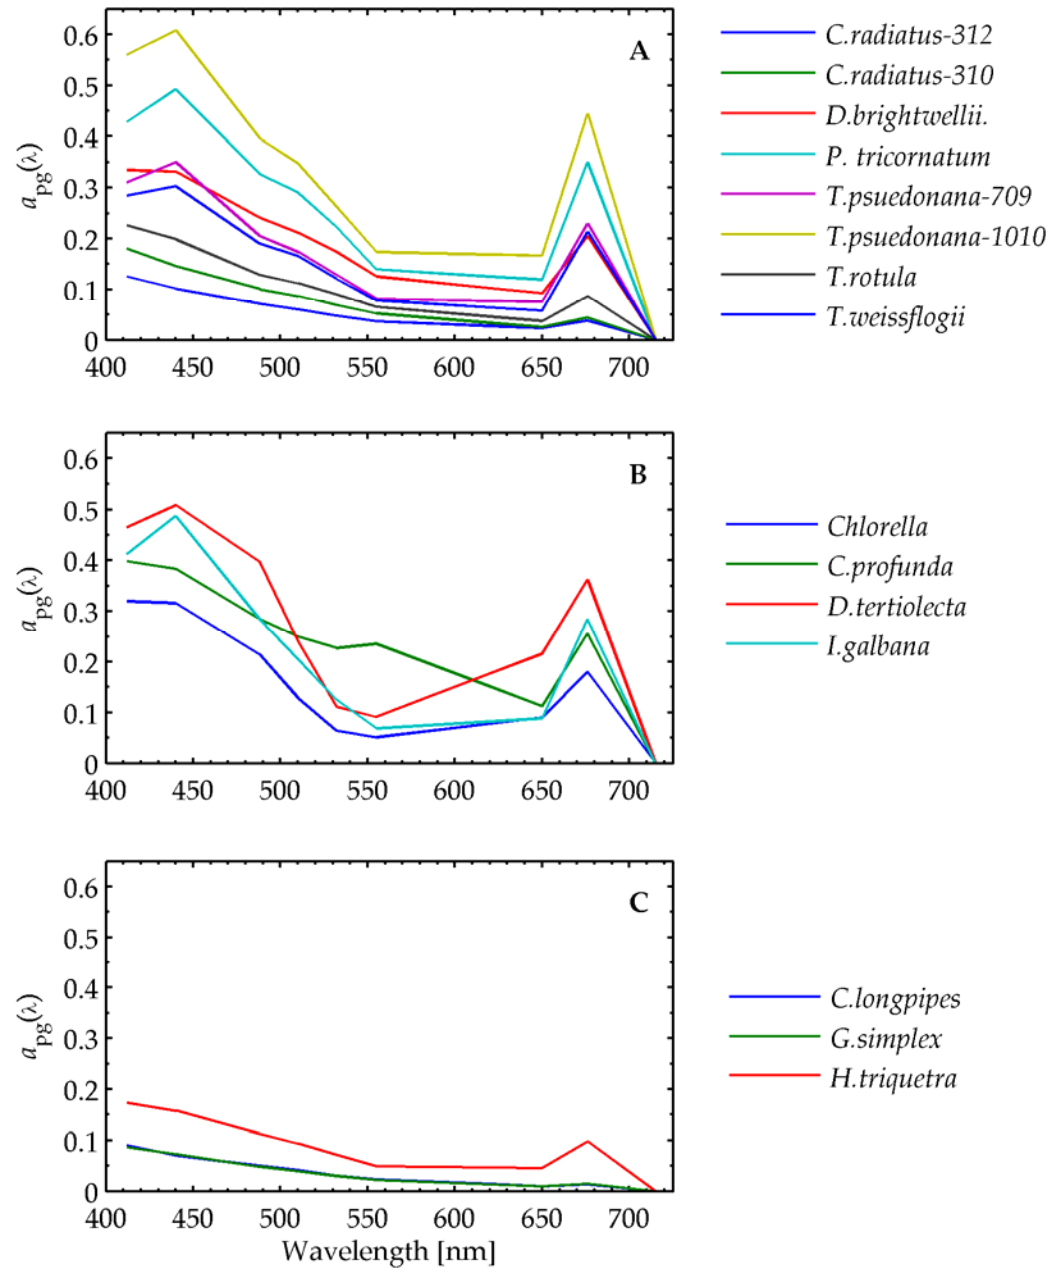 A
0.6
0.5
0.4
0.3
0.2
0.1
0
apg(λ)
400 450 500 550 600 650 700
C.radiatus-312
C.radiatus-310
D.brightwellii.
P. tricornatum
T.psuedonana-709
T.psuedonana-1010
T.rotula
T.weissflogii
B
0.6
0.5
0.4
0.3
0.2
0.1
0
apg(λ)
400 450 500 550 600 650 700
Chlorella
C.profunda
D.tertiolecta
I.galbana
C
0.6
0.5
0.4
0.3
0.2
0.1
0
apg(λ)
400 450 500 550 600 650 700
Wavelength [nm]
C.longpipes
G.simplex
H.triquetra